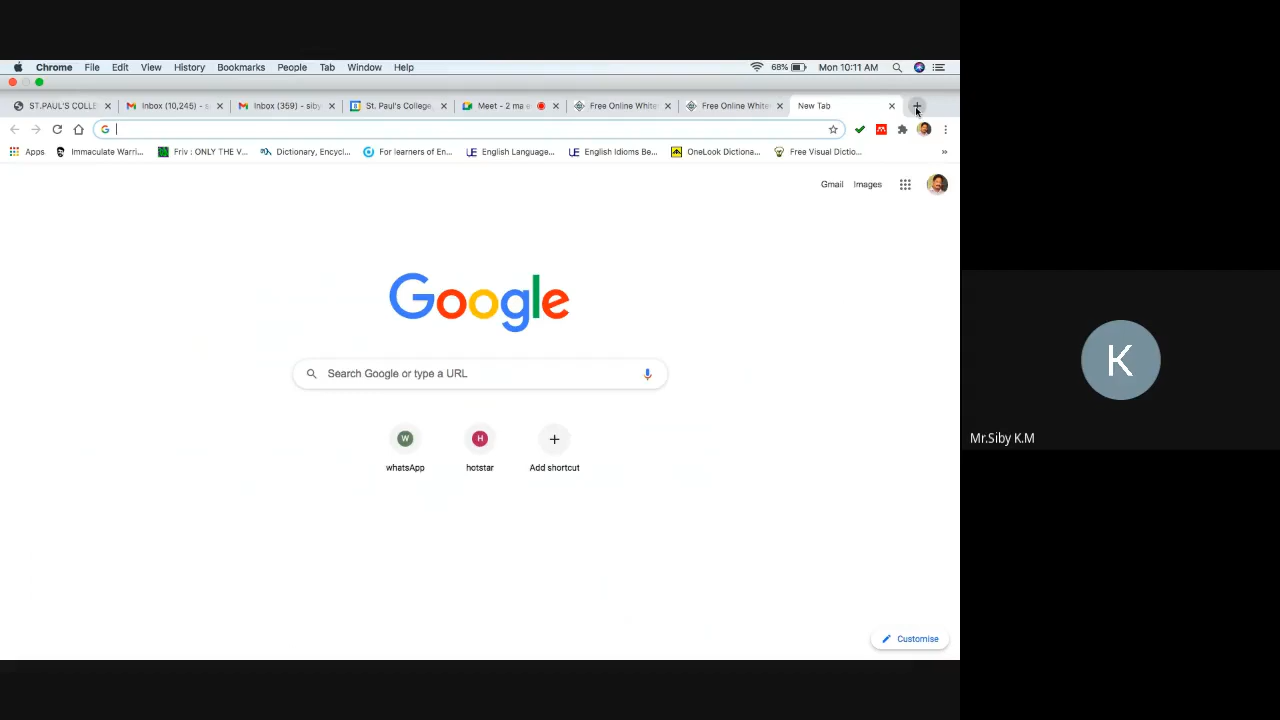 Chrome File Edit View History Bookmarks People Tab Window Help 68% Mon 10:11 AM
ST.PAUL'S COLLE Inbox (10,245) - s Inbox (359) - siby St. Paul's College, Meet - 2 ma e Free Online White Free Online White New Tab
G
Apps Immaculate Warri... Friv : ONLY THE V... Dictionary, Encycl... For learners of En... English Language... English Idioms Be... OneLook Dictiona... Free Visual Dictio... »
Gmail Images
Google
Search Google or type a URL
W H
whatsApp hotstar Add shortcut
Customise
K
Mr.Siby K.M